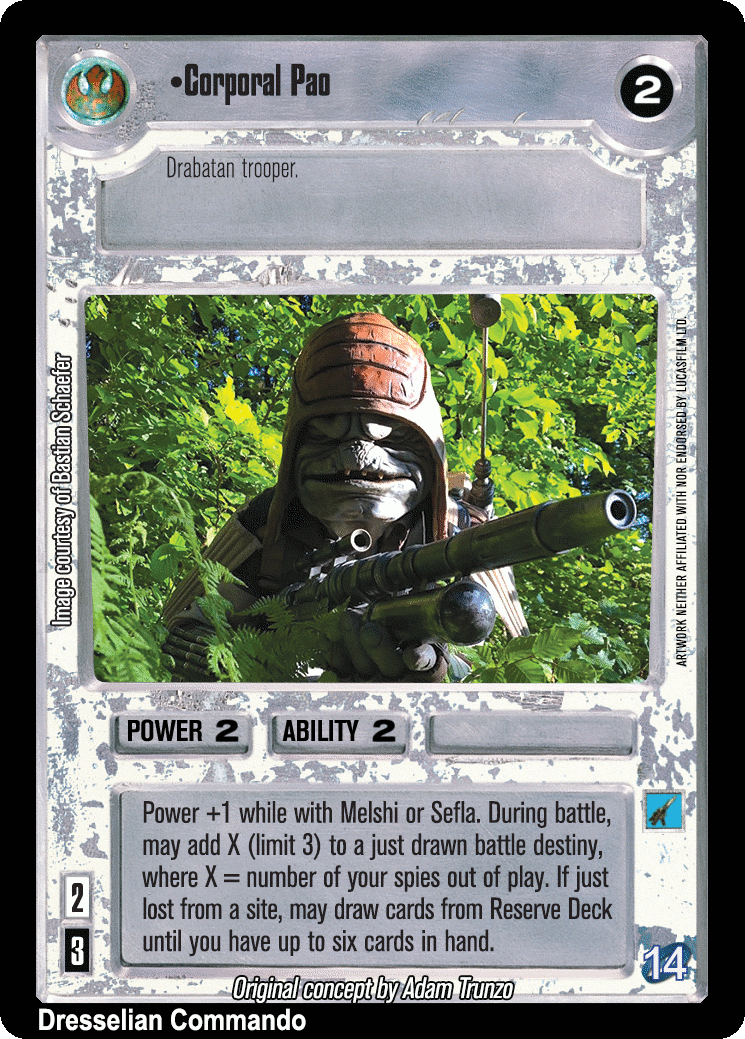 •Corporal Pao
2
Drabatan trooper.
Image courtesy of Bastian Schaefer
ARTWORK NEITHER AFFILIATED WITH NOR ENDORSED BY LUCASFILM LTD
POWER 2
ABILITY 2
Power +1 while with Melshi or Sefla. During battle,
may add X (limit 3) to a just drawn battle destiny,
where X = number of your spies out of play. If just
lost from a site, may draw cards from Reserve Deck
until you have up to six cards in hand.
2
3
14
Original concept by Adam Trunzo
Dresselian Commando